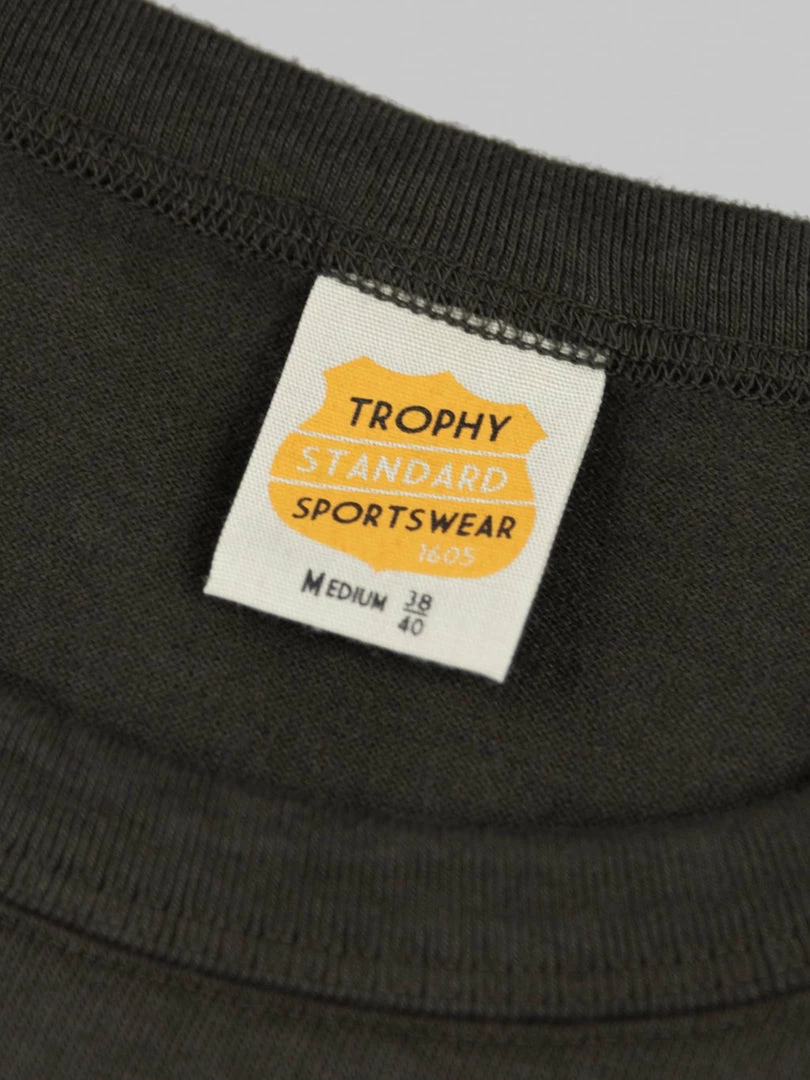 TROPHY
STANDARD
SPORTSWEAR
1605
MEDIUM 38/40